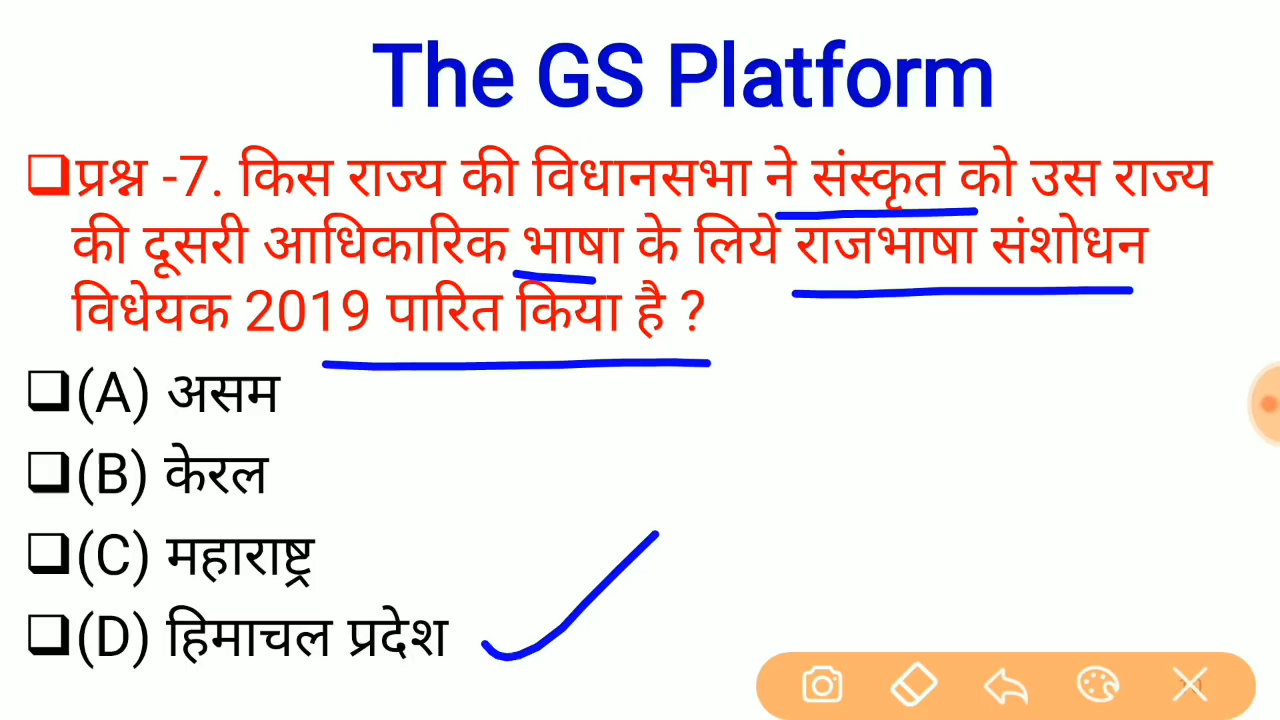 The GS Platform
❑प्रश्न -7. किस राज्य की विधानसभा ने संस्कृत को उस राज्य
की दूसरी आधिकारिक भाषा के लिये राजभाषा संशोधन
विधेयक 2019 पारित किया है ?
❑(A) असम
❑(B) केरल
❑(C) महाराष्ट्र
❑(D) हिमाचल प्रदेश